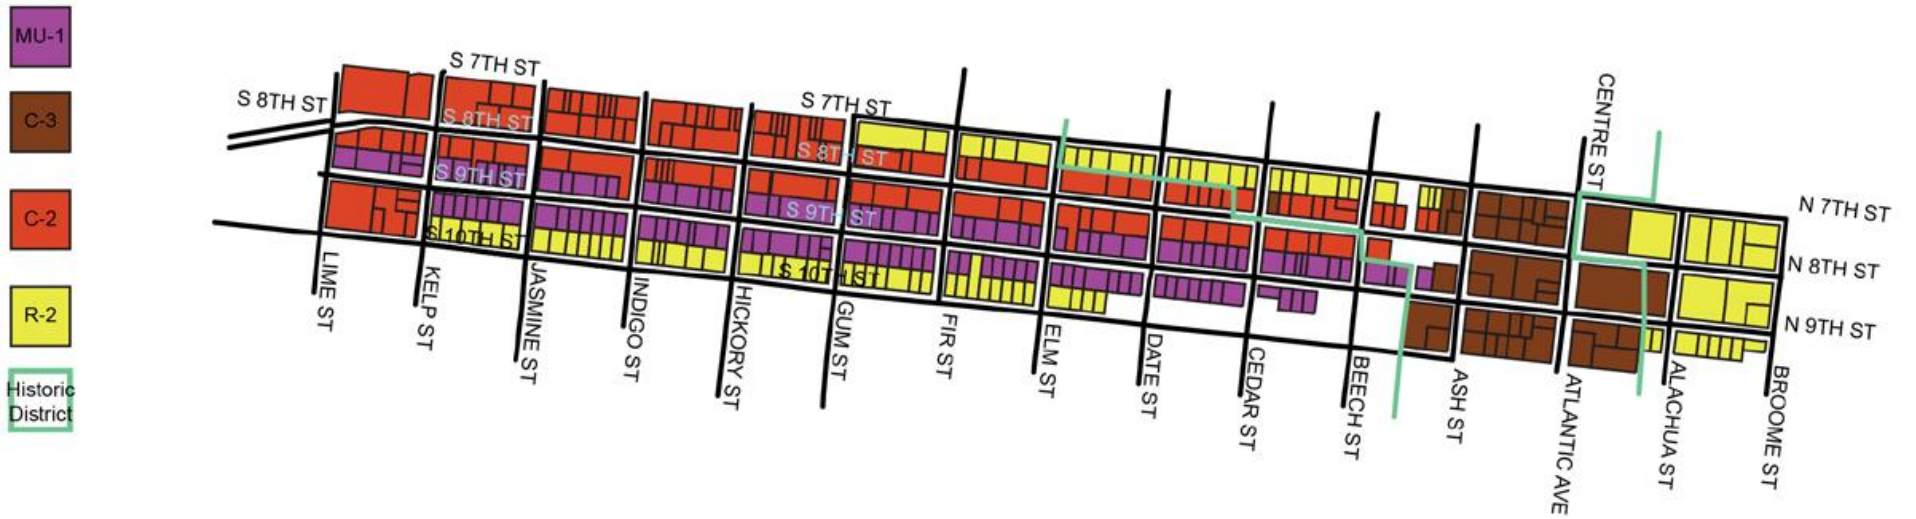 MU-1
C-3
C-2
R-2
Historic
District
S 7TH ST
S 8TH ST
S 8TH ST
S 9TH ST
S 10TH ST
S 7TH ST
S 8TH ST
S 9TH ST
S 10TH ST
CENTRE ST
N 7TH ST
N 8TH ST
N 9TH ST
LIME ST
KELP ST
JASMINE ST
INDIGO ST
HICKORY ST
GUM ST
FIR ST
ELM ST
DATE ST
CEDAR ST
BEECH ST
ASH ST
ATLANTIC AVE
ALACHUA ST
BROOME ST